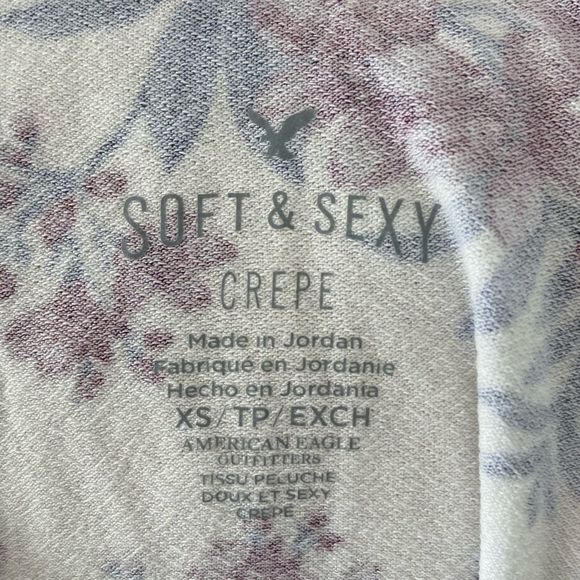 SOFT & SEXY
CREPE
Made in Jordan
Fabriqué en Jordanie
Hecho en Jordania
XS/TP/EXCH
AMERICAN EAGLE
OUTFITTERS
TISSU PELUCHE
DOUX ET SEXY
CREPE